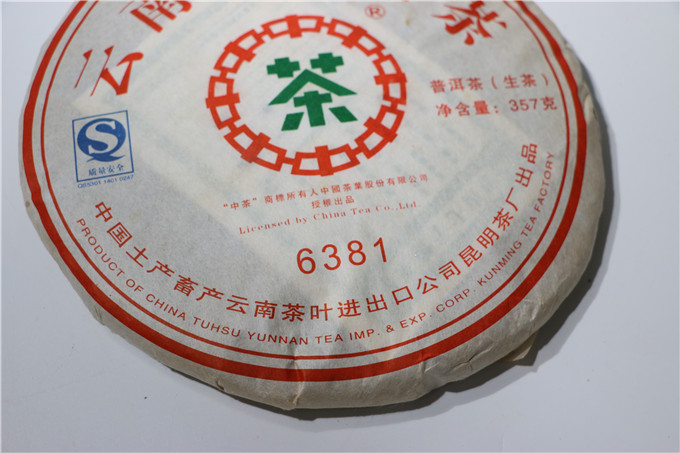 云南 茶
®
茶
普洱茶（生茶）
净含量：357克
QS
质量安全
“中茶”商標所有人中國茶葉股份有限公司
授權出品
Licensed by China Tea Co.,Ltd
6381
中国土产畜产云南茶叶进出口公司昆明茶厂出品
PRODUCT OF CHINA TUHSU YUNNAN TEA IMP. & EXP. CORP. KUNMING TEA FACTORY